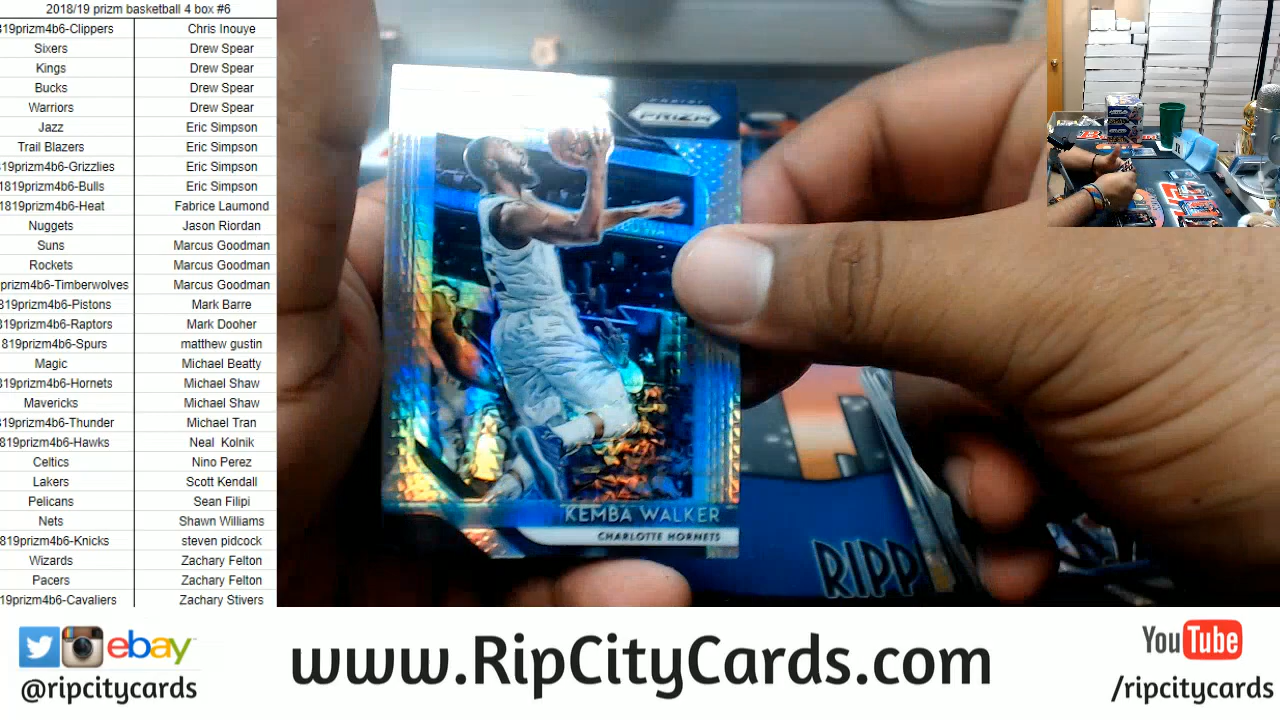 2018/19 prizm basketball 4 box #6
819prizm4b6-Clippers Chris Inouye
Sixers Drew Spear
Kings Drew Spear
Bucks Drew Spear
Warriors Drew Spear
Jazz Eric Simpson
Trail Blazers Eric Simpson
19prizm4b6-Grizzlies Eric Simpson
1819prizm4b6-Bulls Eric Simpson
1819prizm4b6-Heat Fabrice Laumond
Nuggets Jason Riordan
Suns Marcus Goodman
Rockets Marcus Goodman
prizm4b6-Timberwolves Marcus Goodman
819prizm4b6-Pistons Mark Barre
819prizm4b6-Raptors Mark Dooher
819prizm4b6-Spurs matthew gustin
Magic Michael Beatty
819prizm4b6-Hornets Michael Shaw
Mavericks Michael Shaw
819prizm4b6-Thunder Michael Tran
819prizm4b6-Hawks Neal Kolnik
Celtics Nino Perez
Lakers Scott Kendall
Pelicans Sean Filipi
Nets Shawn Williams
819prizm4b6-Knicks steven pidcock
Wizards Zachary Felton
Pacers Zachary Felton
19prizm4b6-Cavaliers Zachary Stivers
PANINI
PRIZM
KEMBA WALKER
CHARLOTTE HORNETS
RIPP
ebay
@ripcitycards
www.RipCityCards.com
YouTube
/ripcitycards